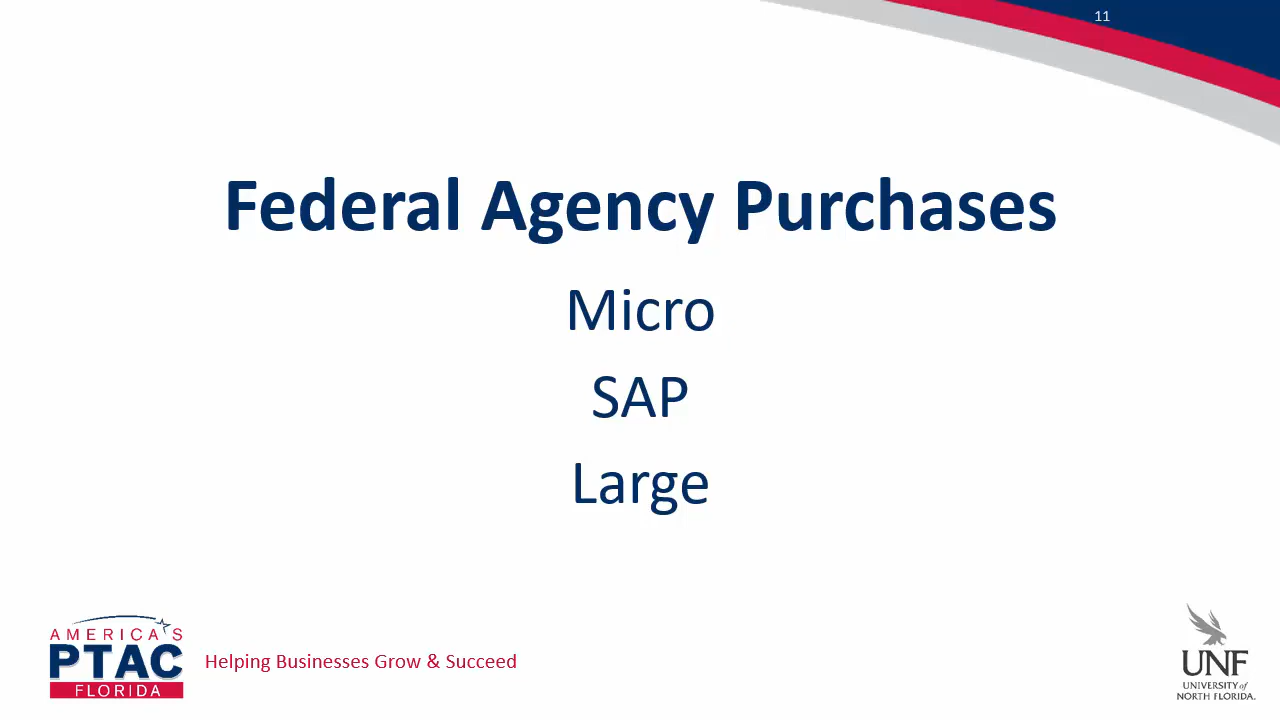 11
Federal Agency Purchases
Micro
SAP
Large
AMERICA'S
PTAC
FLORIDA
Helping Businesses Grow & Succeed
UNF
UNIVERSITY of
NORTH FLORIDA.